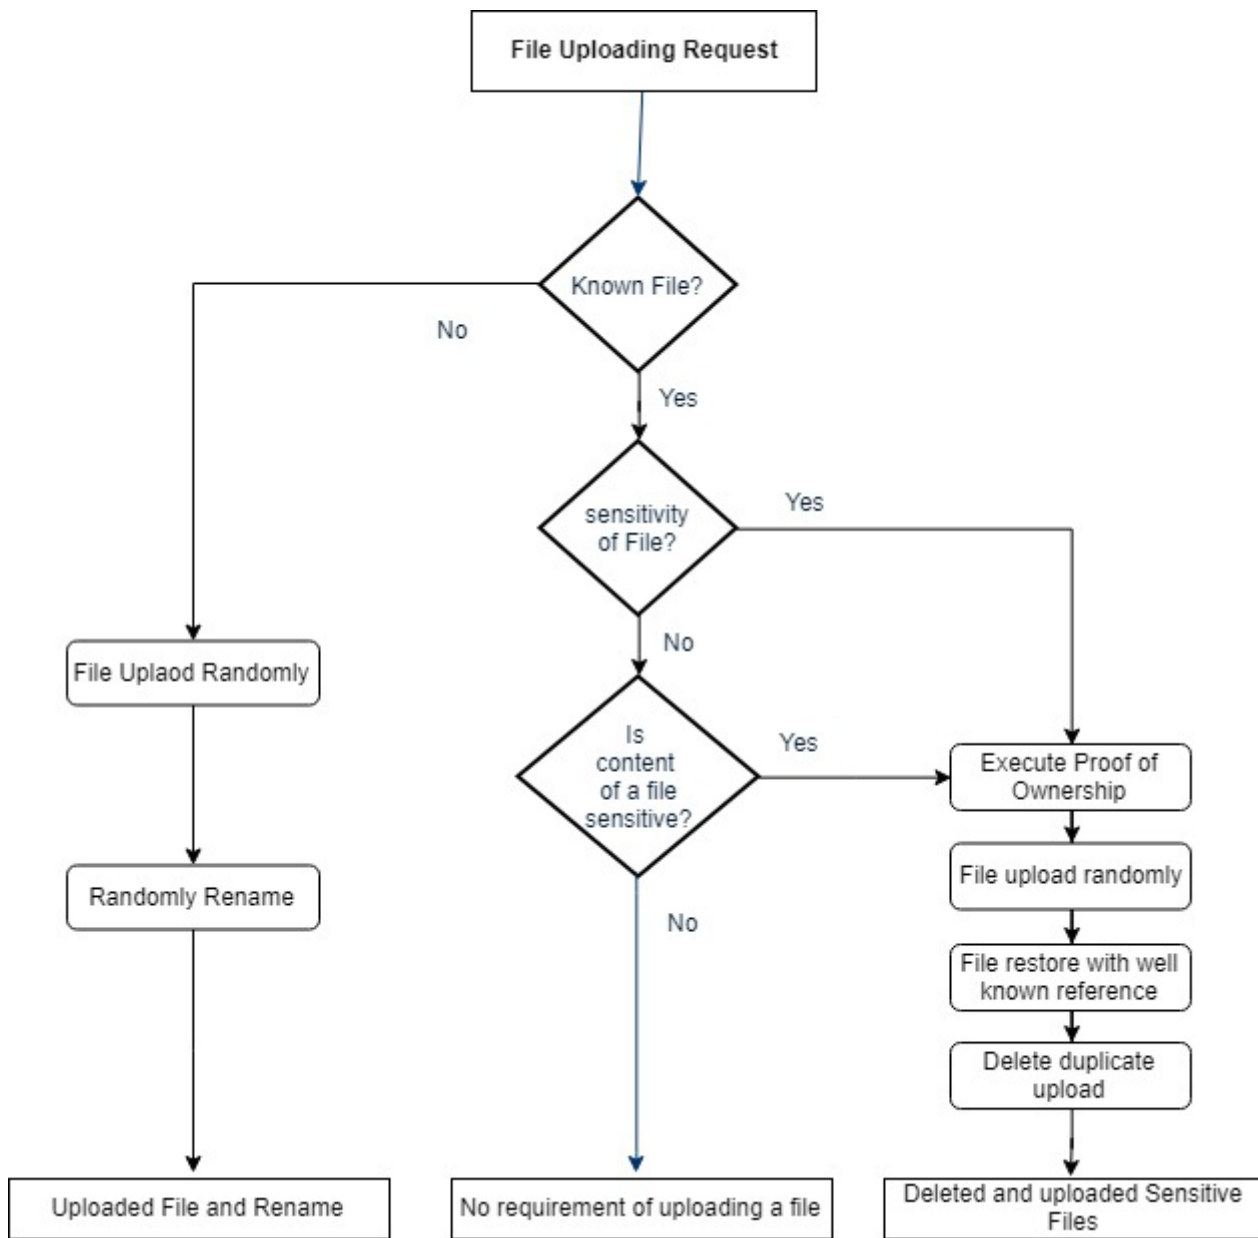 File Uploading Request
Known File?
No
Yes
sensitivity
of File?
Yes
No
File Uplaod Randomly
Is
content
of a file
sensitive?
Yes
Execute Proof of
Ownership
File upload randomly
Randomly Rename
No
File restore with well
known reference
Delete duplicate
upload
Uploaded File and Rename
No requirement of uploading a file
Deleted and uploaded Sensitive
Files